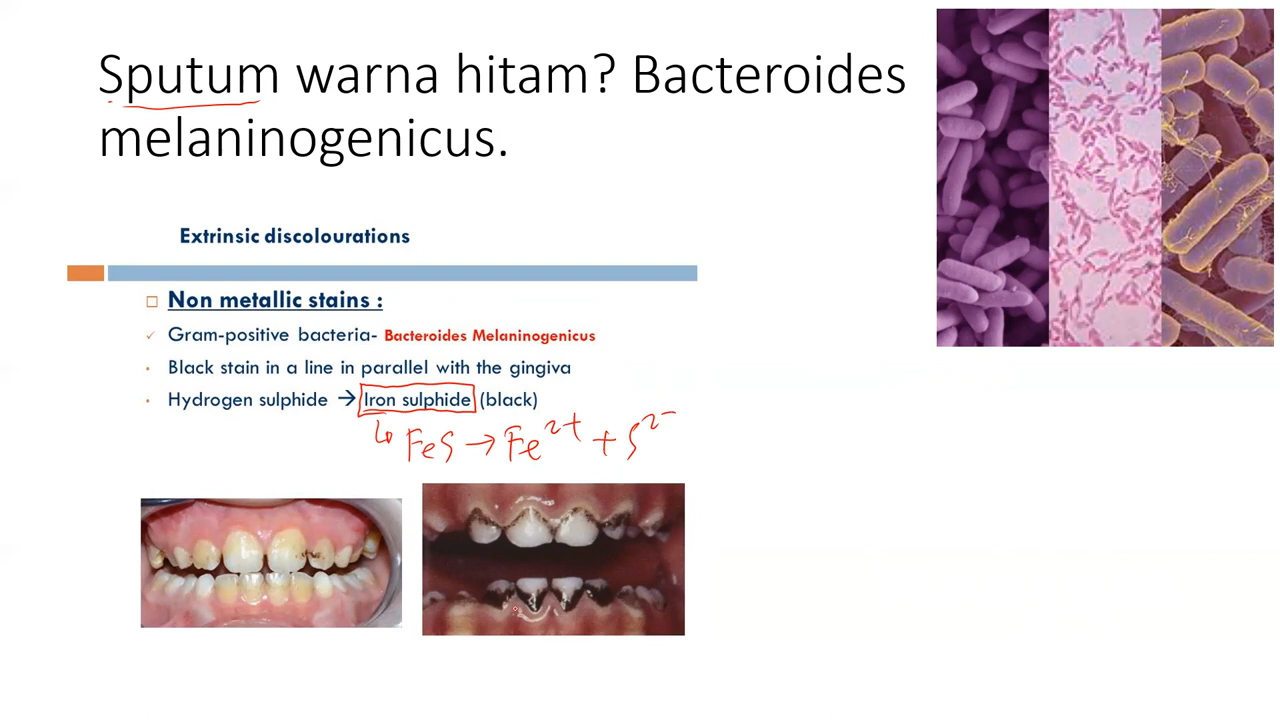 Sputum warna hitam? Bacteroides
melaninogenicus.
Extrinsic discolourations
Non metallic stains :
Gram-positive bacteria- Bacteroides Melaninogenicus
Black stain in a line in parallel with the gingiva
Hydrogen sulphide → Iron sulphide (black)
↳ FeS → Fe²⁺ + S²⁻